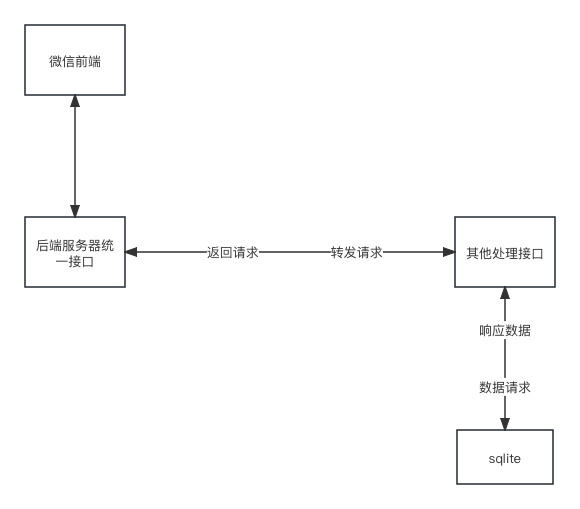 微信前端
后端服务器统
一接口
返回请求
转发请求
其他处理接口
响应数据
数据请求
sqlite